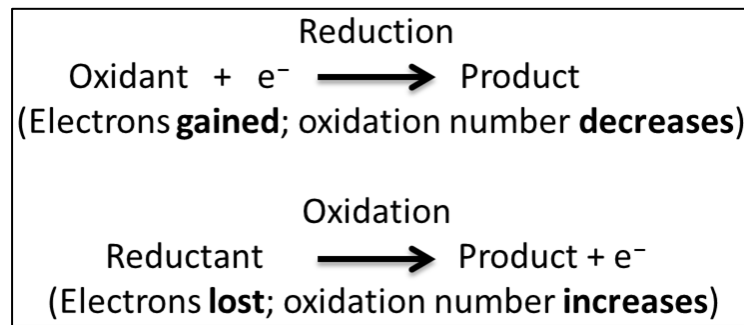 Reduction
Oxidant + e⁻ ⟶ Product
(Electrons gained; oxidation number decreases)
Oxidation
Reductant ⟶ Product + e⁻
(Electrons lost; oxidation number increases)